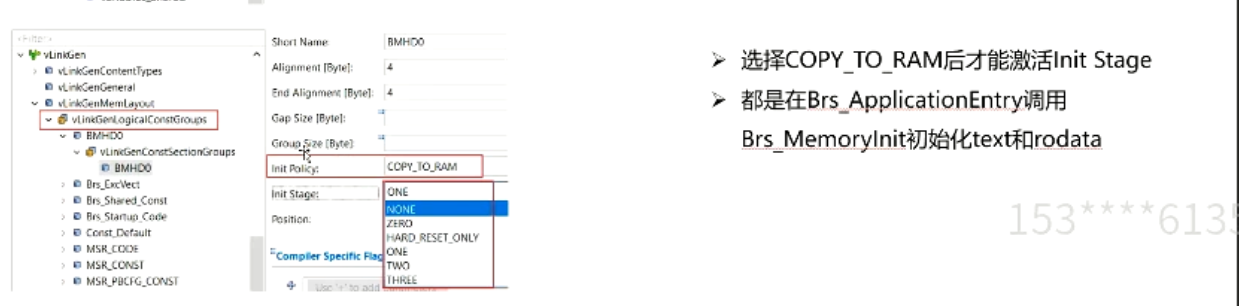 <Filter>
vLinkGen
vLinkGenContentTypes
vLinkGenGeneral
vLinkGenMemLayout
vLinkGenLogicalConstGroups
BMHD0
vLinkGenConstSectionGroups
BMHD0
Brs_ExcVect
Brs_Shared_Const
Brs_Startup_Code
Const_Default
MSR_CODE
MSR_CONST
MSR_PBCFG_CONST
Short Name: BMHD0
Alignment [Byte]: 4
End Alignment [Byte]: 4
Gap Size [Byte]:
Group Size [Byte]
Init Policy: COPY_TO_RAM
Init Stage: ONE
NONE
Position: ZERO
HARD_RESET_ONLY
Compiler Specific Flag ONE
TWO
THREE
Use '+' to add
➢ 选择COPY_TO_RAM后才能激活Init Stage
➢ 都是在Brs_ApplicationEntry调用
Brs_MemoryInit初始化text和rodata
153****6135